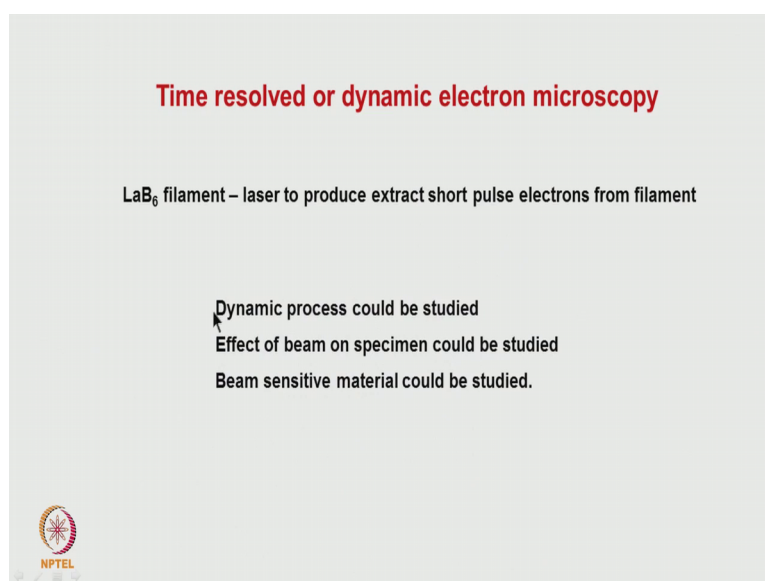 Time resolved or dynamic electron microscopy
LaB₆ filament – laser to produce extract short pulse electrons from filament
Dynamic process could be studied
Effect of beam on specimen could be studied
Beam sensitive material could be studied.
NPTEL